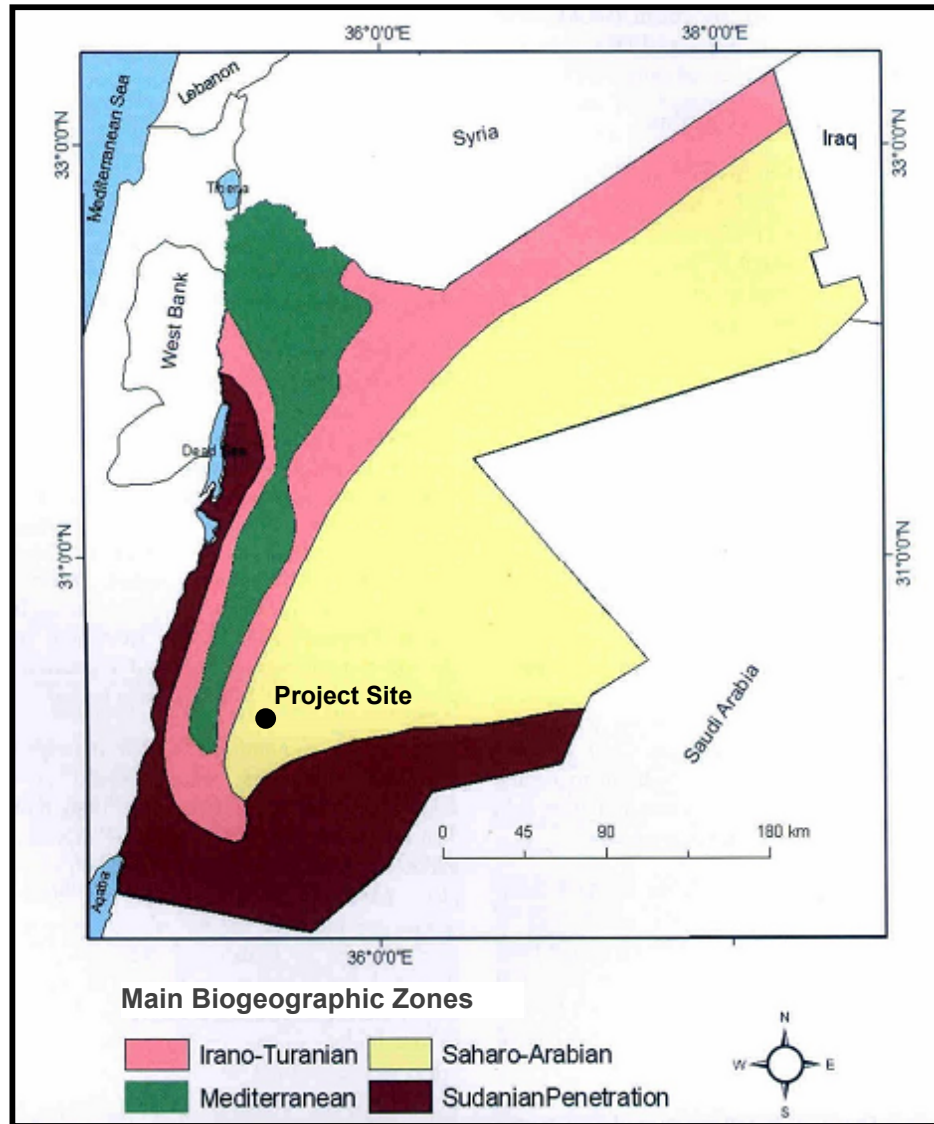 36°0'0"E
38°0'0"E
Lebanon
Mediterranean Sea
Syria
Iraq
33°0'0"N
33°0'0"N
West Bank
Dead Sea
31°0'0"N
31°0'0"N
Project Site
Saudi Arabia
0 45 90 180 km
Aqaba
36°0'0"E
Main Biogeographic Zones
Irano-Turanian
Saharo-Arabian
Mediterranean
SudanianPenetration
N
W
E
S